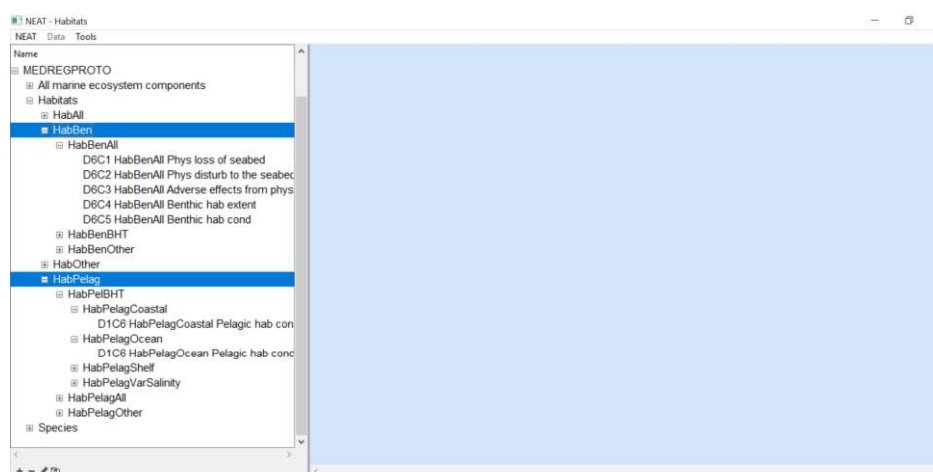 NEAT - Habitats
NEAT Data Tools
Name
MEDREGPROTO
All marine ecosystem components
Habitats
HabAll
HabBen
HabBenAll
D6C1 HabBenAll Phys loss of seabed
D6C2 HabBenAll Phys disturb to the seabed
D6C3 HabBenAll Adverse effects from phys
D6C4 HabBenAll Benthic hab extent
D6C5 HabBenAll Benthic hab cond
HabBenBHT
HabBenOther
HabOther
HabPelag
HabPelBHT
HabPelagCoastal
D1C6 HabPelagCoastal Pelagic hab con
HabPelagOcean
D1C6 HabPelagOcean Pelagic hab cond
HabPelagShelf
HabPelagVarSalinity
HabPelagAll
HabPelagOther
Species